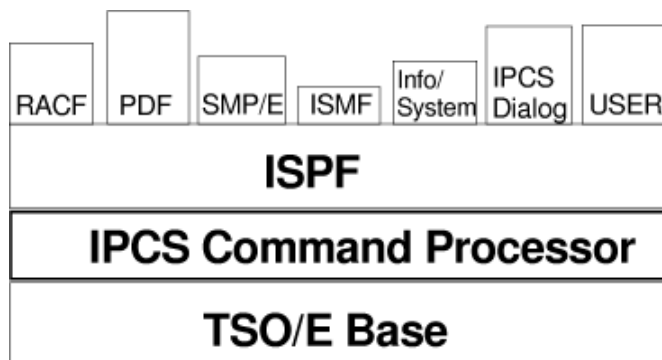 RACF
PDF
SMP/E
ISMF
Info/
System
IPCS
Dialog
USER
ISPF
IPCS Command Processor
TSO/E Base